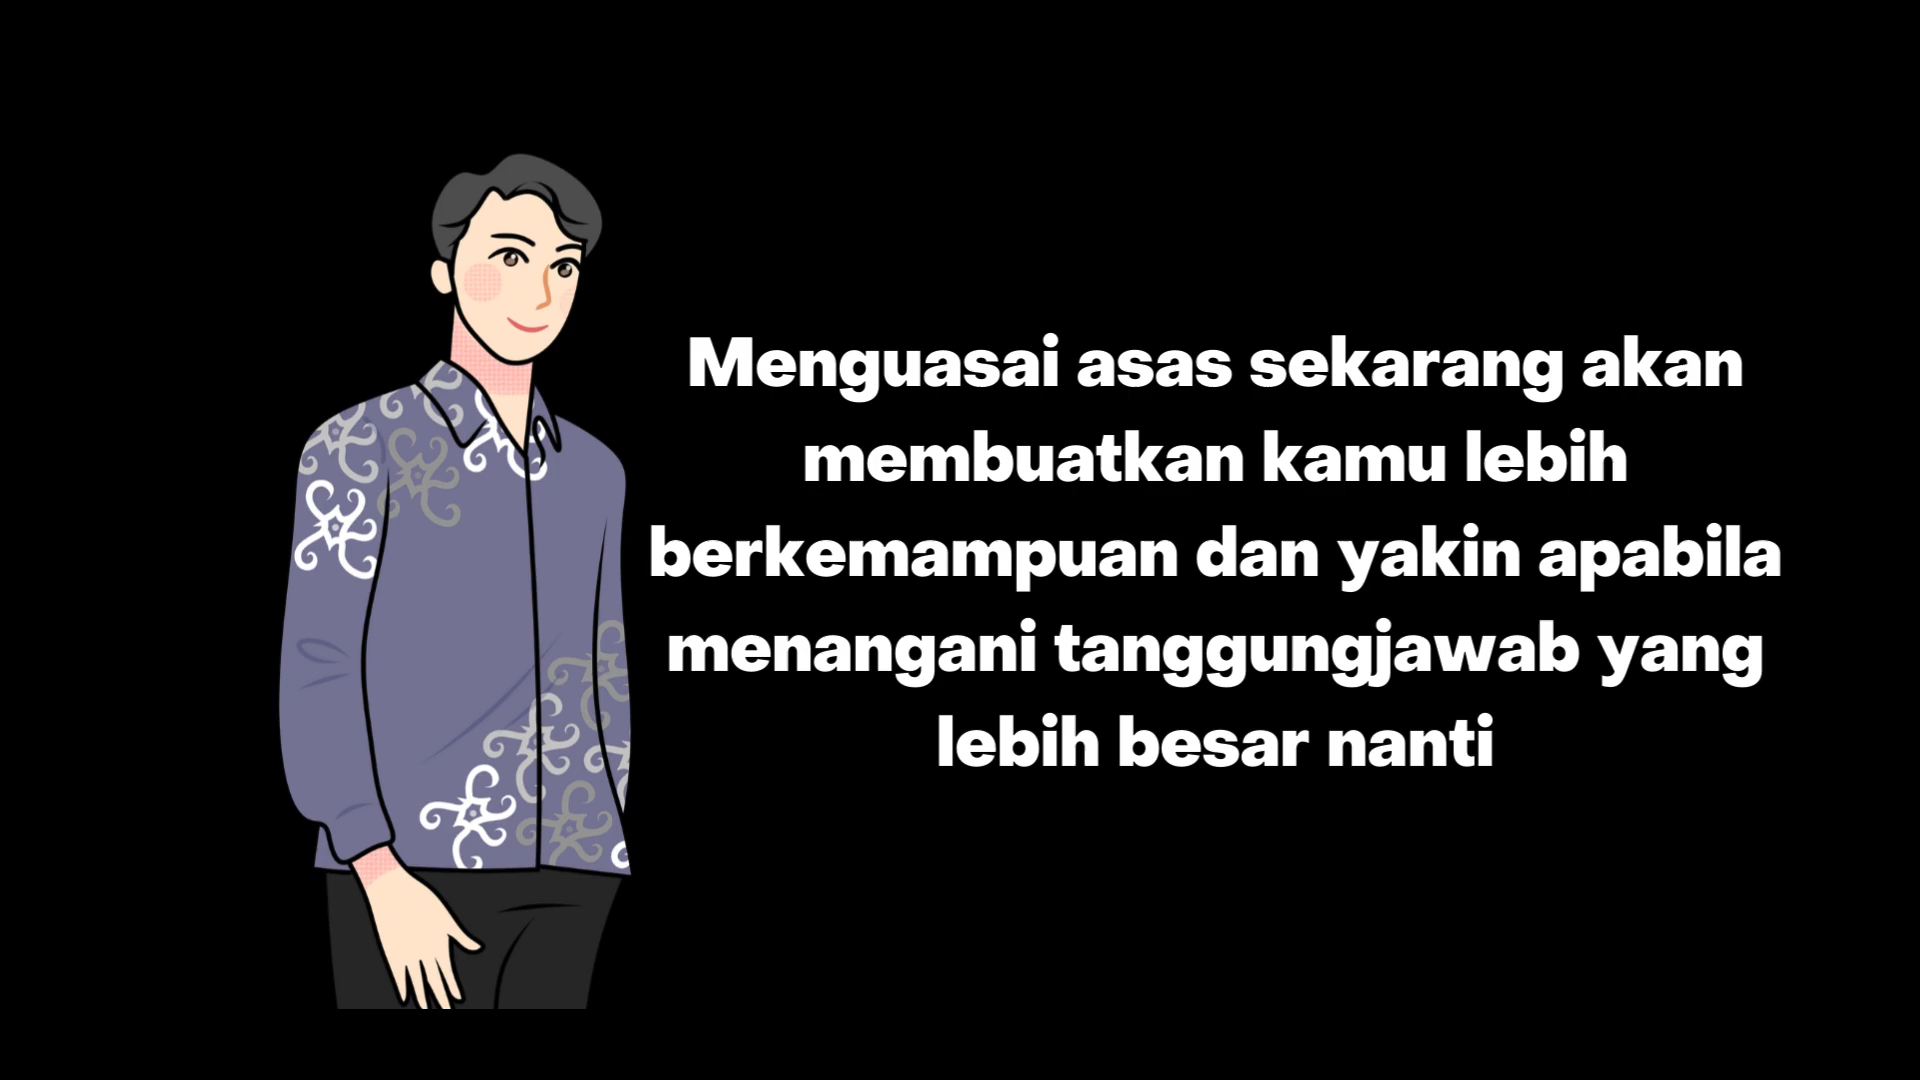 Menguasai asas sekarang akan
membuatkan kamu lebih
berkemampuan dan yakin apabila
menangani tanggungjawab yang
lebih besar nanti